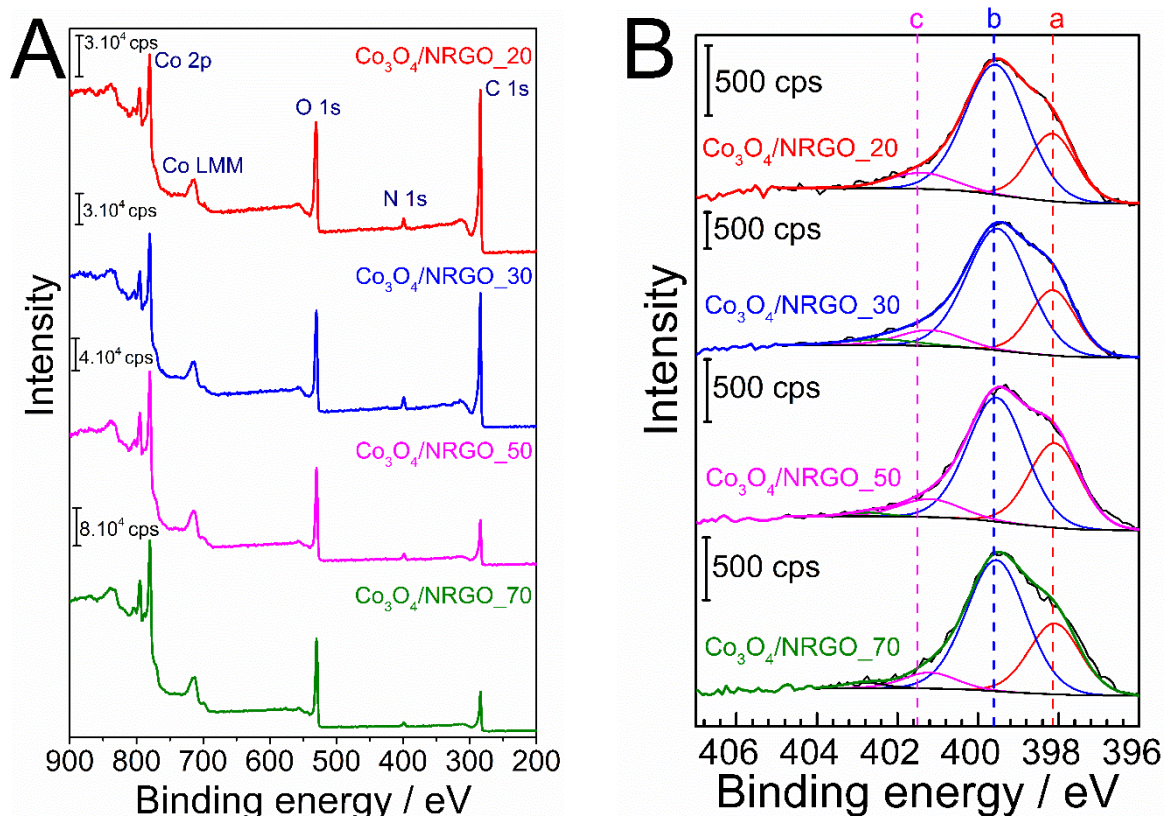 A
3.10⁴ cps
Co 2p
Co₃O₄/NRGO_20
C 1s
O 1s
Co LMM
N 1s
3.10⁴ cps
Co₃O₄/NRGO_30
4.10⁴ cps
Co₃O₄/NRGO_50
8.10⁴ cps
Co₃O₄/NRGO_70
Intensity
900 800 700 600 500 400 300 200
Binding energy / eV
B
c b a
500 cps
Co₃O₄/NRGO_20
500 cps
Co₃O₄/NRGO_30
500 cps
Co₃O₄/NRGO_50
500 cps
Co₃O₄/NRGO_70
Intensity
406 404 402 400 398 396
Binding energy / eV